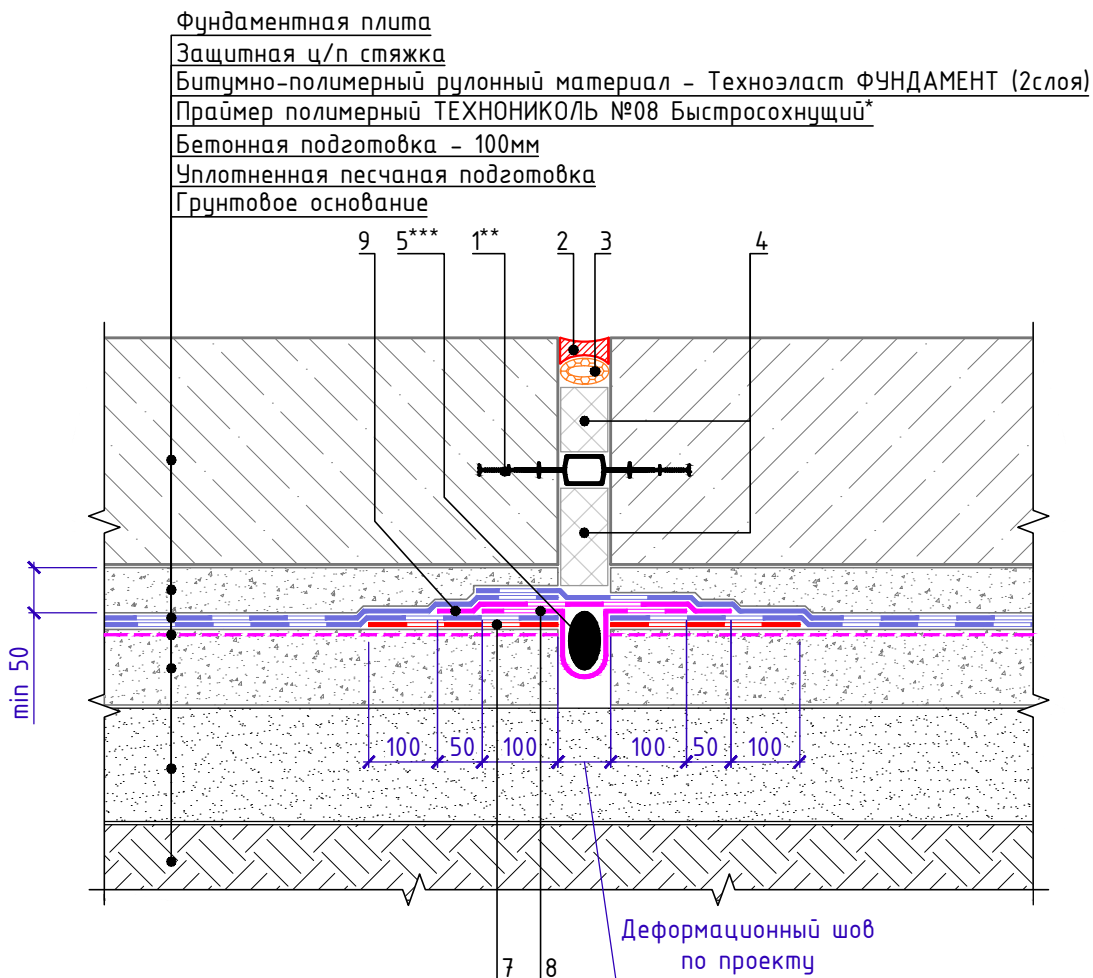 Фундаментная плита
Защитная ц/п стяжка
Битумно-полимерный рулонный материал - Техноэласт ФУНДАМЕНТ (2слоя)
Праймер полимерный ТЕХНОНИКОЛЬ №08 Быстросохнущий*
Бетонная подготовка - 100мм
Уплотненная песчаная подготовка
Грунтовое основание
9 5*** 1** 2 3 4
min 50
100 50 100 100 50 100
Деформационный шов
по проекту
7 8